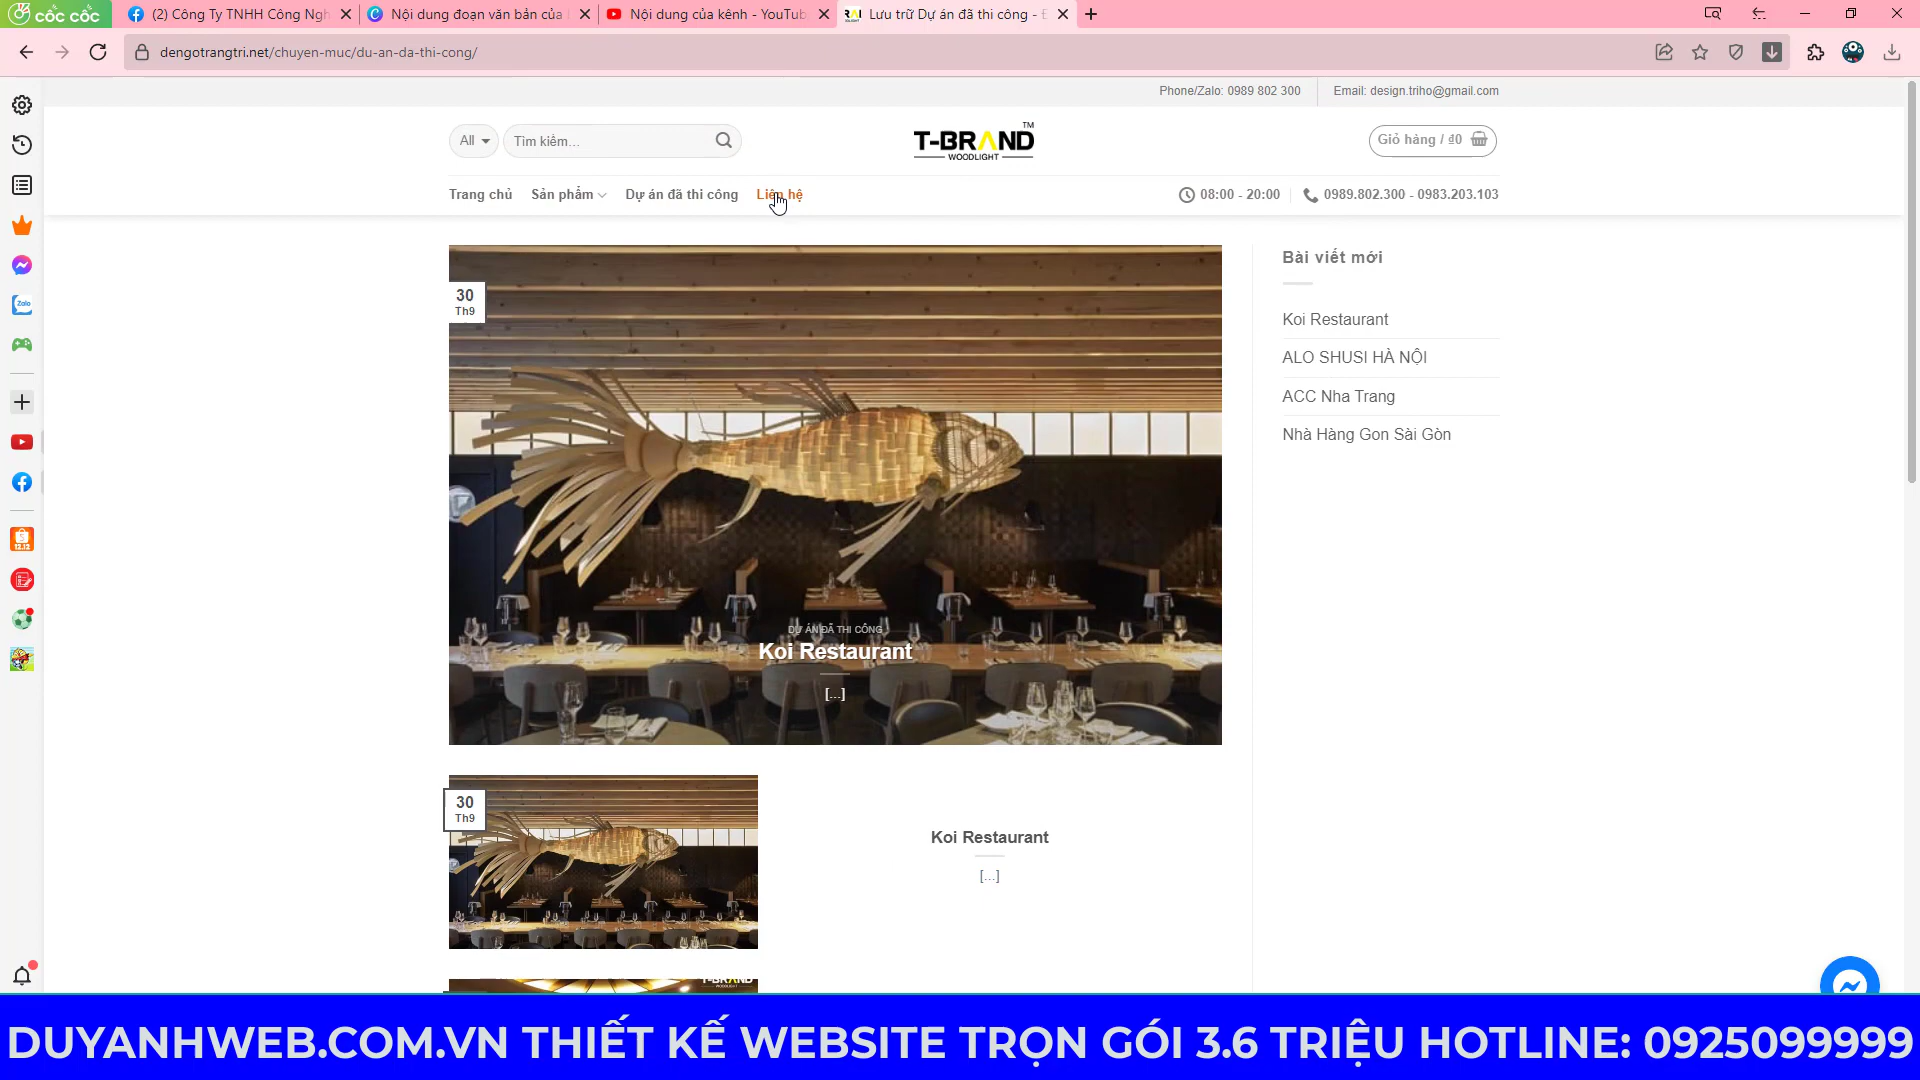 cốc cốc
(2) Công Ty TNHH Công Ngh
Nội dung đoạn văn bản của
Nội dung của kênh - YouTub
Lưu trữ Dự án đã thi công - 
dengotrangtri.net/chuyen-muc/du-an-da-thi-cong/
Phone/Zalo: 0989 802 300
Email: design.triho@gmail.com
All
Tìm kiếm...
T-BRAND TM
WOODLIGHT
Giỏ hàng / ₫0
Trang chủ
Sản phẩm
Dự án đã thi công
Liên hệ
08:00 - 20:00
0989.802.300 - 0983.203.103
30
Th9
DỰ ÁN ĐÃ THI CÔNG
Koi Restaurant
[...]
Bài viết mới
Koi Restaurant
ALO SHUSI HÀ NỘI
ACC Nha Trang
Nhà Hàng Gon Sài Gòn
Zalo
12.12
30
Th9
Koi Restaurant
[...]
T-BRAND
DUYANHWEB.COM.VN THIẾT KẾ WEBSITE TRỌN GÓI 3.6 TRIỆU HOTLINE: 0925099999